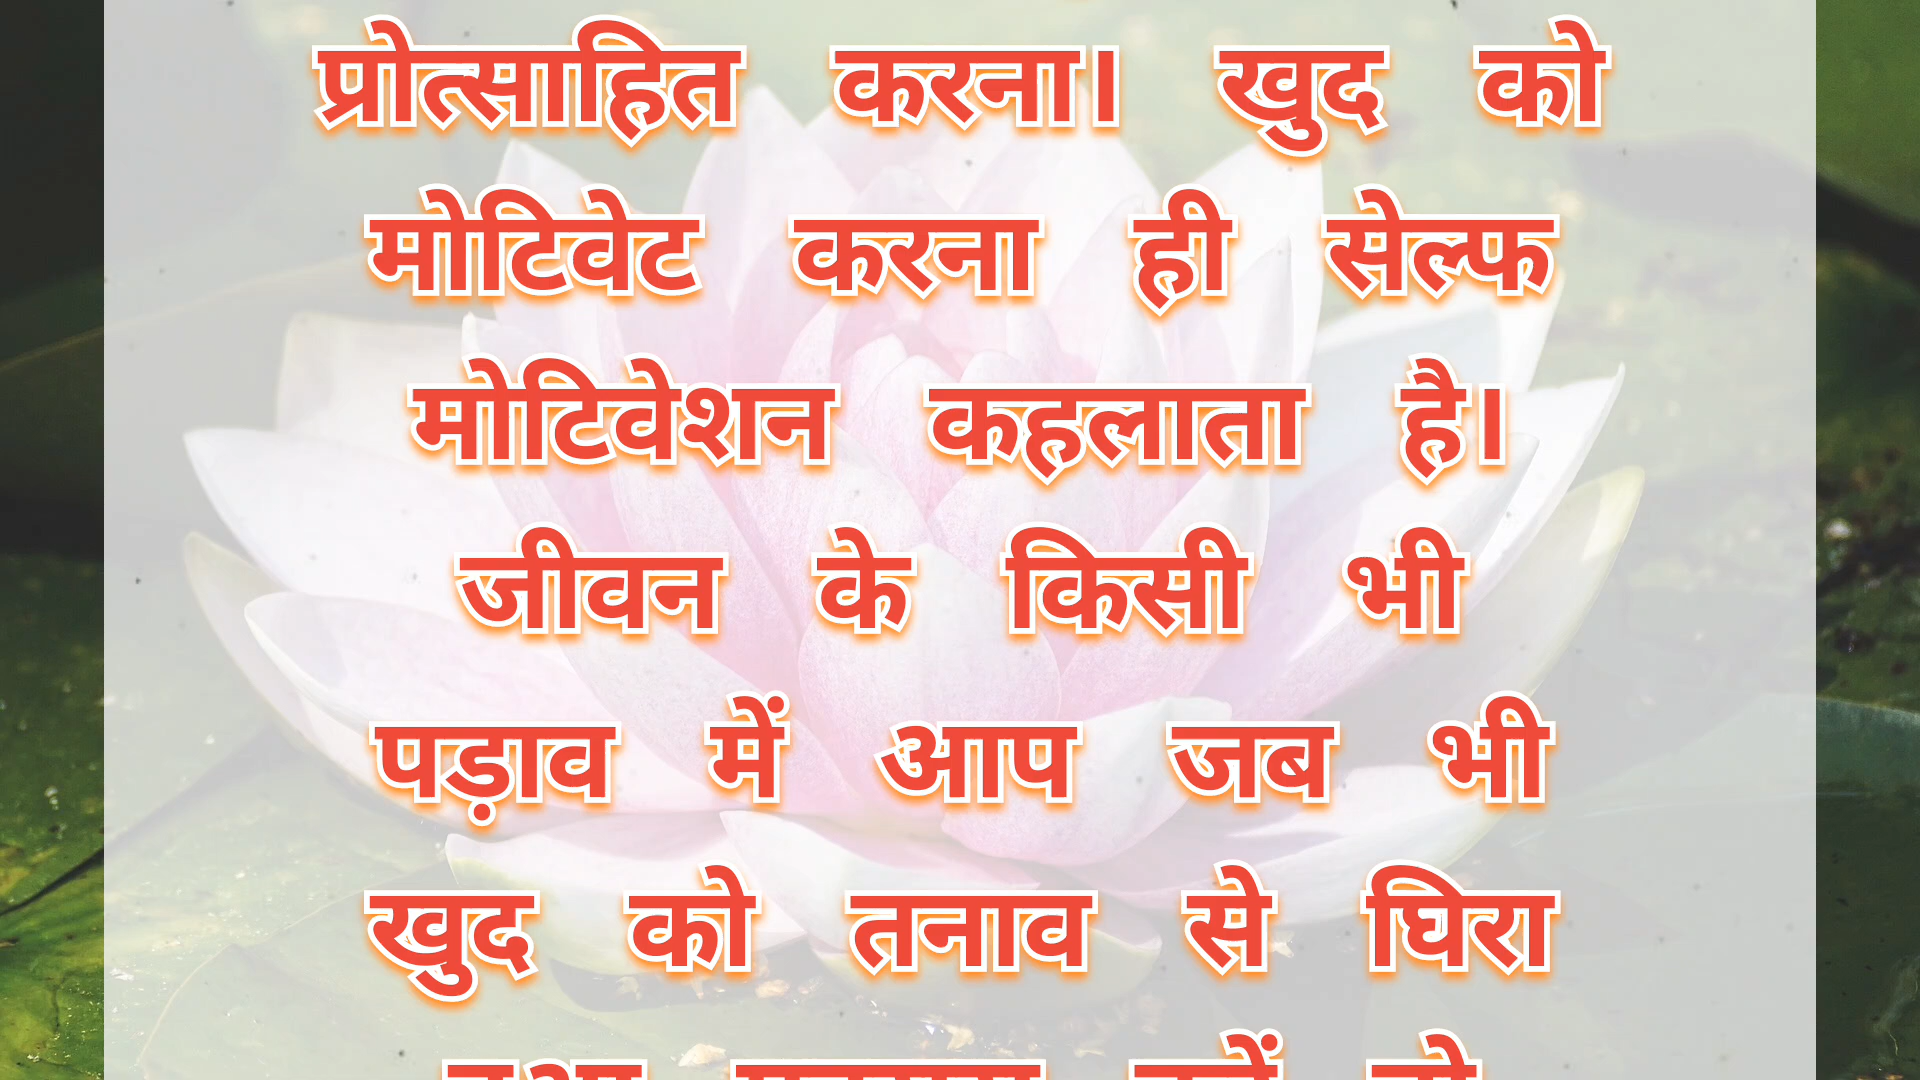 प्रोत्साहित करना। खुद को
मोटिवेट करना ही सेल्फ
मोटिवेशन कहलाता है।
जीवन के किसी भी
पड़ाव में आप जब भी
खुद को तनाव से घिरा